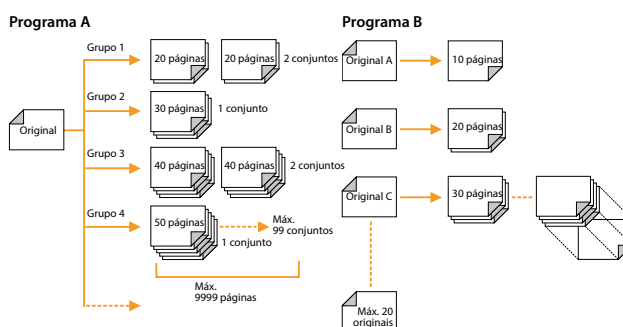 Programa A
Grupo 1
20 páginas
20 páginas
2 conjuntos
Grupo 2
30 páginas
1 conjunto
Original
Grupo 3
40 páginas
40 páginas
2 conjuntos
Grupo 4
50 páginas
1 conjunto
Máx.
99 conjuntos
Máx.
9999 páginas
Programa B
Original A
10 páginas
Original B
20 páginas
Original C
30 páginas
Máx. 20
originais